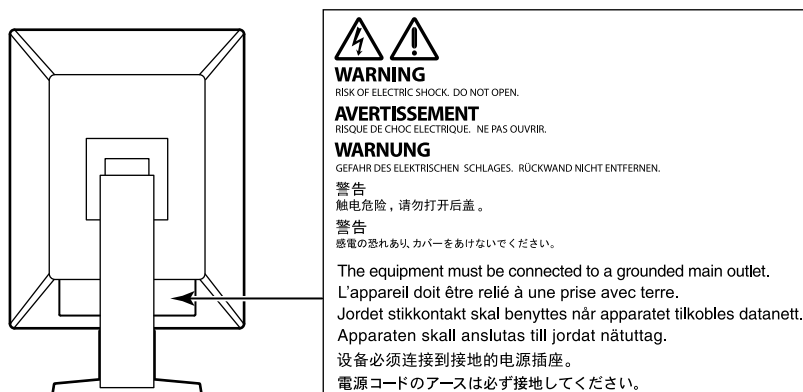 WARNING
RISK OF ELECTRIC SHOCK. DO NOT OPEN.
AVERTISSEMENT
RISQUE DE CHOC ELECTRIQUE. NE PAS OUVRIR.
WARNUNG
GEFAHR DES ELEKTRISCHEN SCHLAGES. RÜCKWAND NICHT ENTFERNEN.
警告
触电危险，请勿打开后盖。
警告
感電の恐れあり、カバーをあけないでください。
The equipment must be connected to a grounded main outlet.
L'appareil doit être relié à une prise avec terre.
Jordet stikkontakt skal benyttes når apparatet tilkobles datanett.
Apparaten skall anslutas till jordat nätuttag.
设备必须连接到接地的电源插座。
電源コードのアースは必ず接地してください。